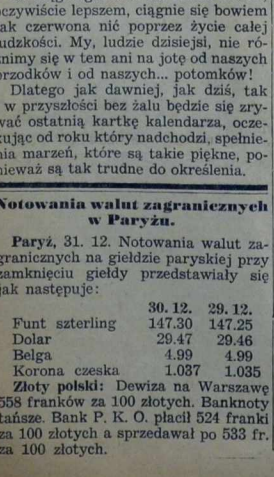 oczywiście lepszem, ciągnie się bowiem
jak czerwona nić poprzez życie całej
ludzkości. My, ludzie dzisiejsi, nie ró-
żnimy się w tem ani na jotę od naszych
przodków i od naszych... potomków!
Dlatego jak dawniej, jak dziś, tak
i w przyszłości bez żalu będzie się zry-
wać ostatnią kartkę kalendarza, ocze-
kując od roku który nadchodzi, spełnie-
nia marzeń, które są takie piękne, po-
nieważ są tak trudne do określenia.
Notowania walut zagranicznych
w Paryżu.
Paryż, 31. 12. Notowania walut za-
granicznych na giełdzie paryskiej przy
zamknięciu giełdy przedstawiały się
jak następuje:
30. 12. 29. 12.
Funt szterling 147.30 147.25
Dolar 29.47 29.46
Belga 4.99 4.99
Korona czeska 1.037 1.035
Złoty polski: Dewiza na Warszawę
558 franków za 100 złotych. Banknoty
tańsze. Bank P. K. O. płacił 524 franki
za 100 złotych a sprzedawał po 533 fr.
za 100 złotych.